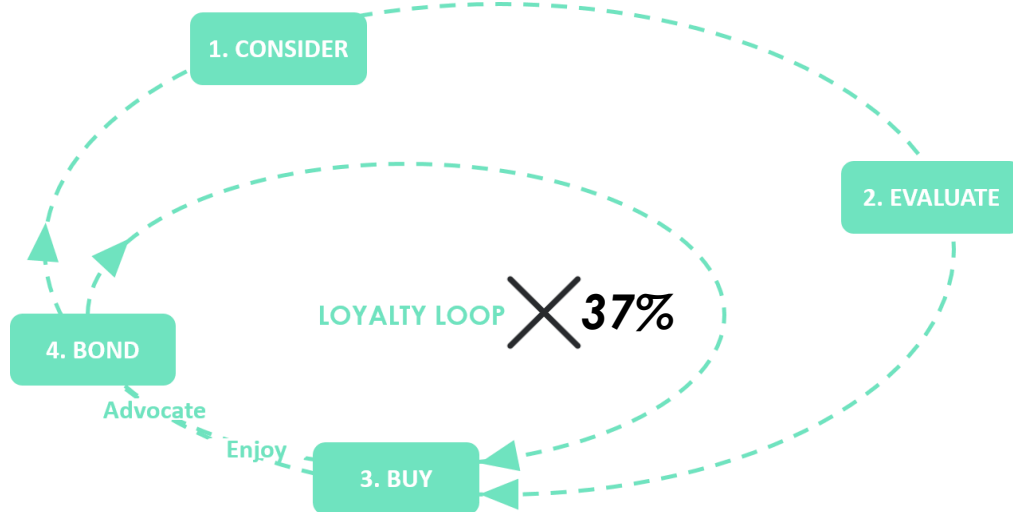 1. CONSIDER
2. EVALUATE
LOYALTY LOOP
37%
4. BOND
Advocate
Enjoy
3. BUY